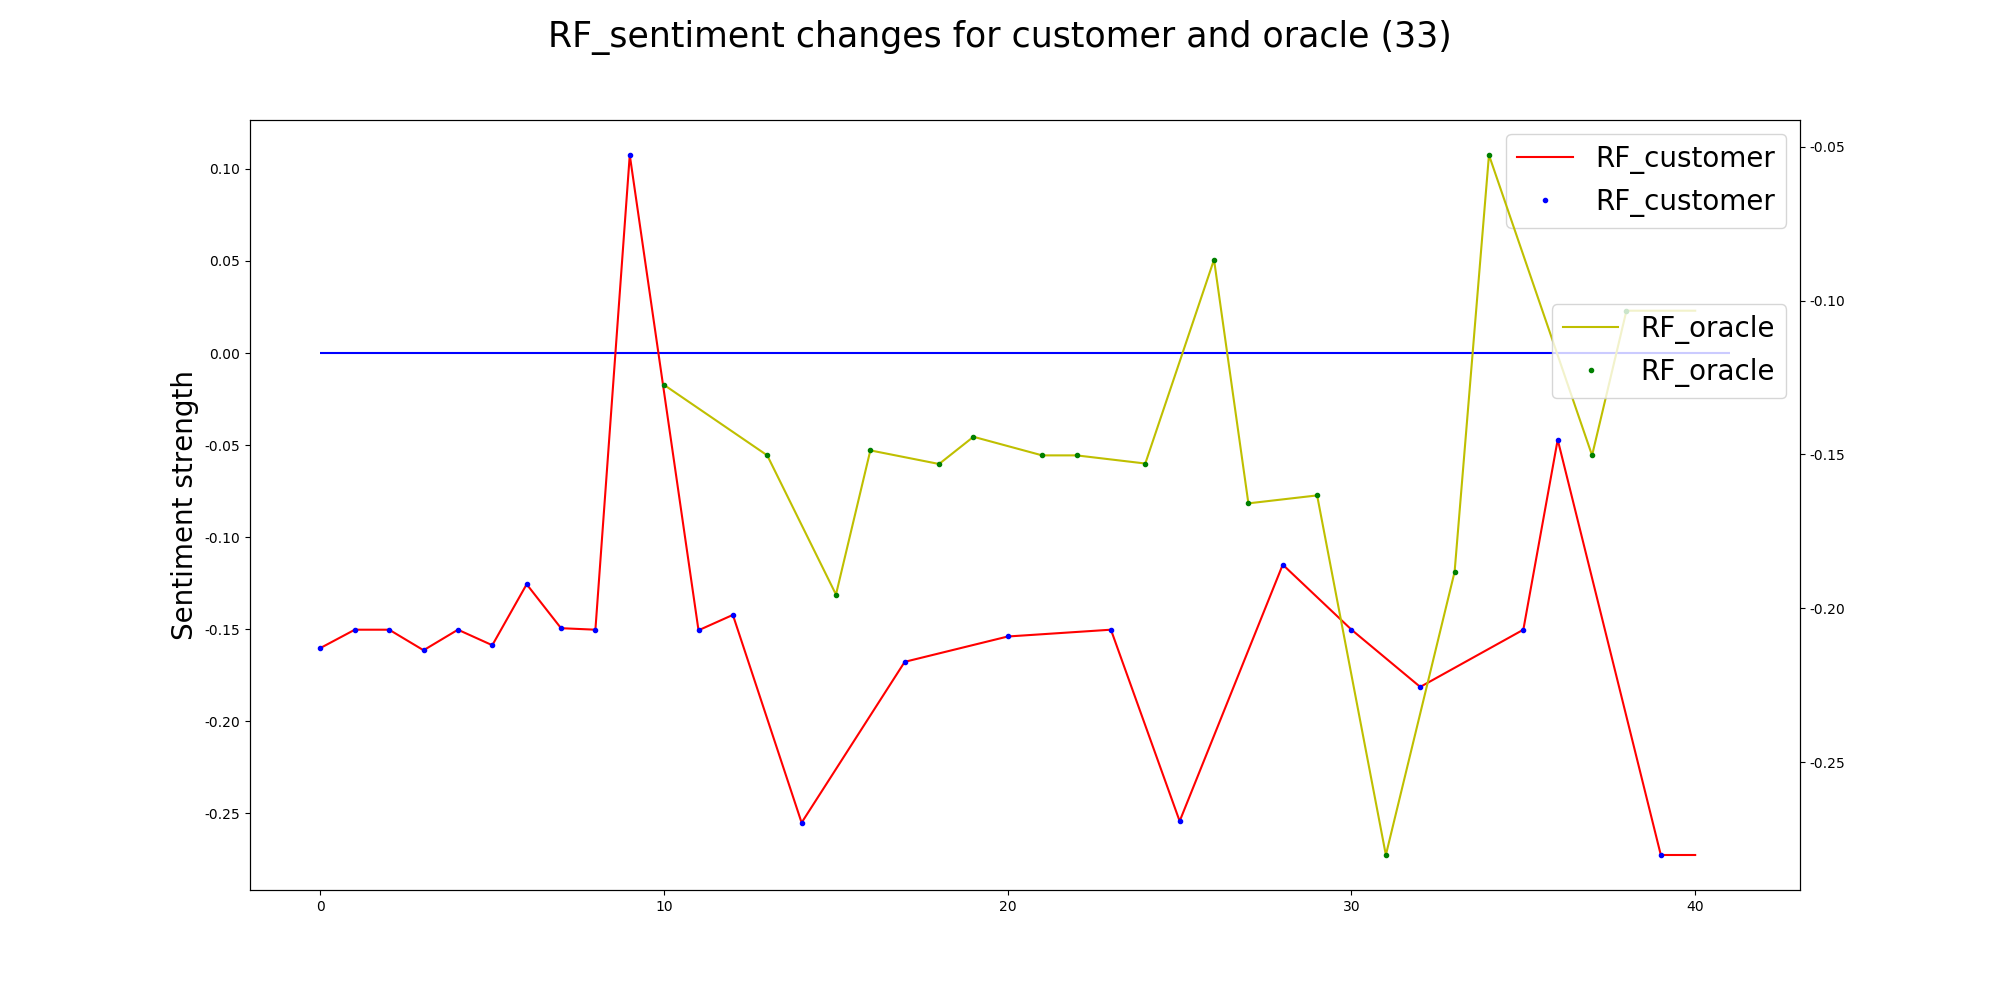 RF_sentiment changes for customer and oracle (33)
Sentiment strength
0.10
0.05
0.00
-0.05
-0.10
-0.15
-0.20
-0.25
RF_customer
RF_customer
RF_oracle
RF_oracle
-0.05
-0.10
-0.15
-0.20
-0.25
0 10 20 30 40